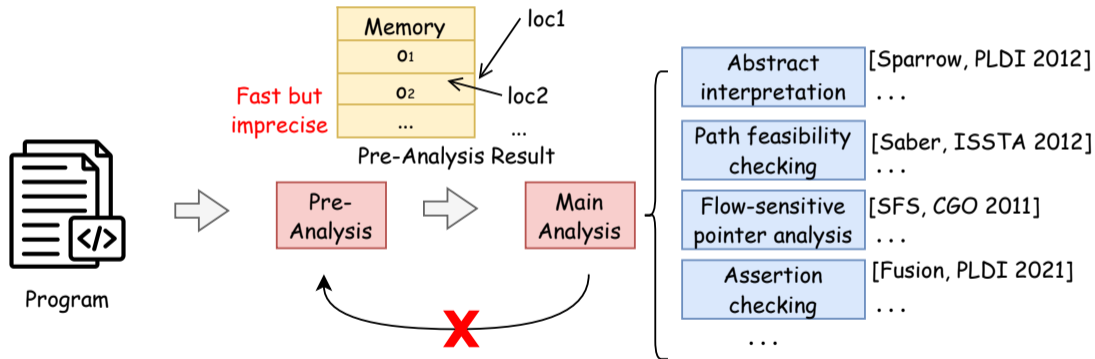 Memory
o1
o2
...
loc1
loc2
...
Fast but
imprecise
Pre-Analysis Result
</>
Program
Pre-
Analysis
Main
Analysis
X
Abstract
interpretation
[Sparrow, PLDI 2012]
...
Path feasibility
checking
[Saber, ISSTA 2012]
...
Flow-sensitive
pointer analysis
[SFS, CGO 2011]
...
Assertion
checking
[Fusion, PLDI 2021]
...
...